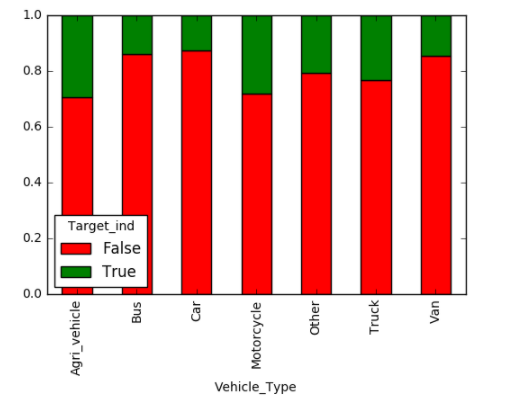 1.0
0.8
0.6
0.4
0.2
0.0
Target_ind
False
True
Agri_vehicle
Bus
Car
Motorcycle
Other
Truck
Van
Vehicle_Type